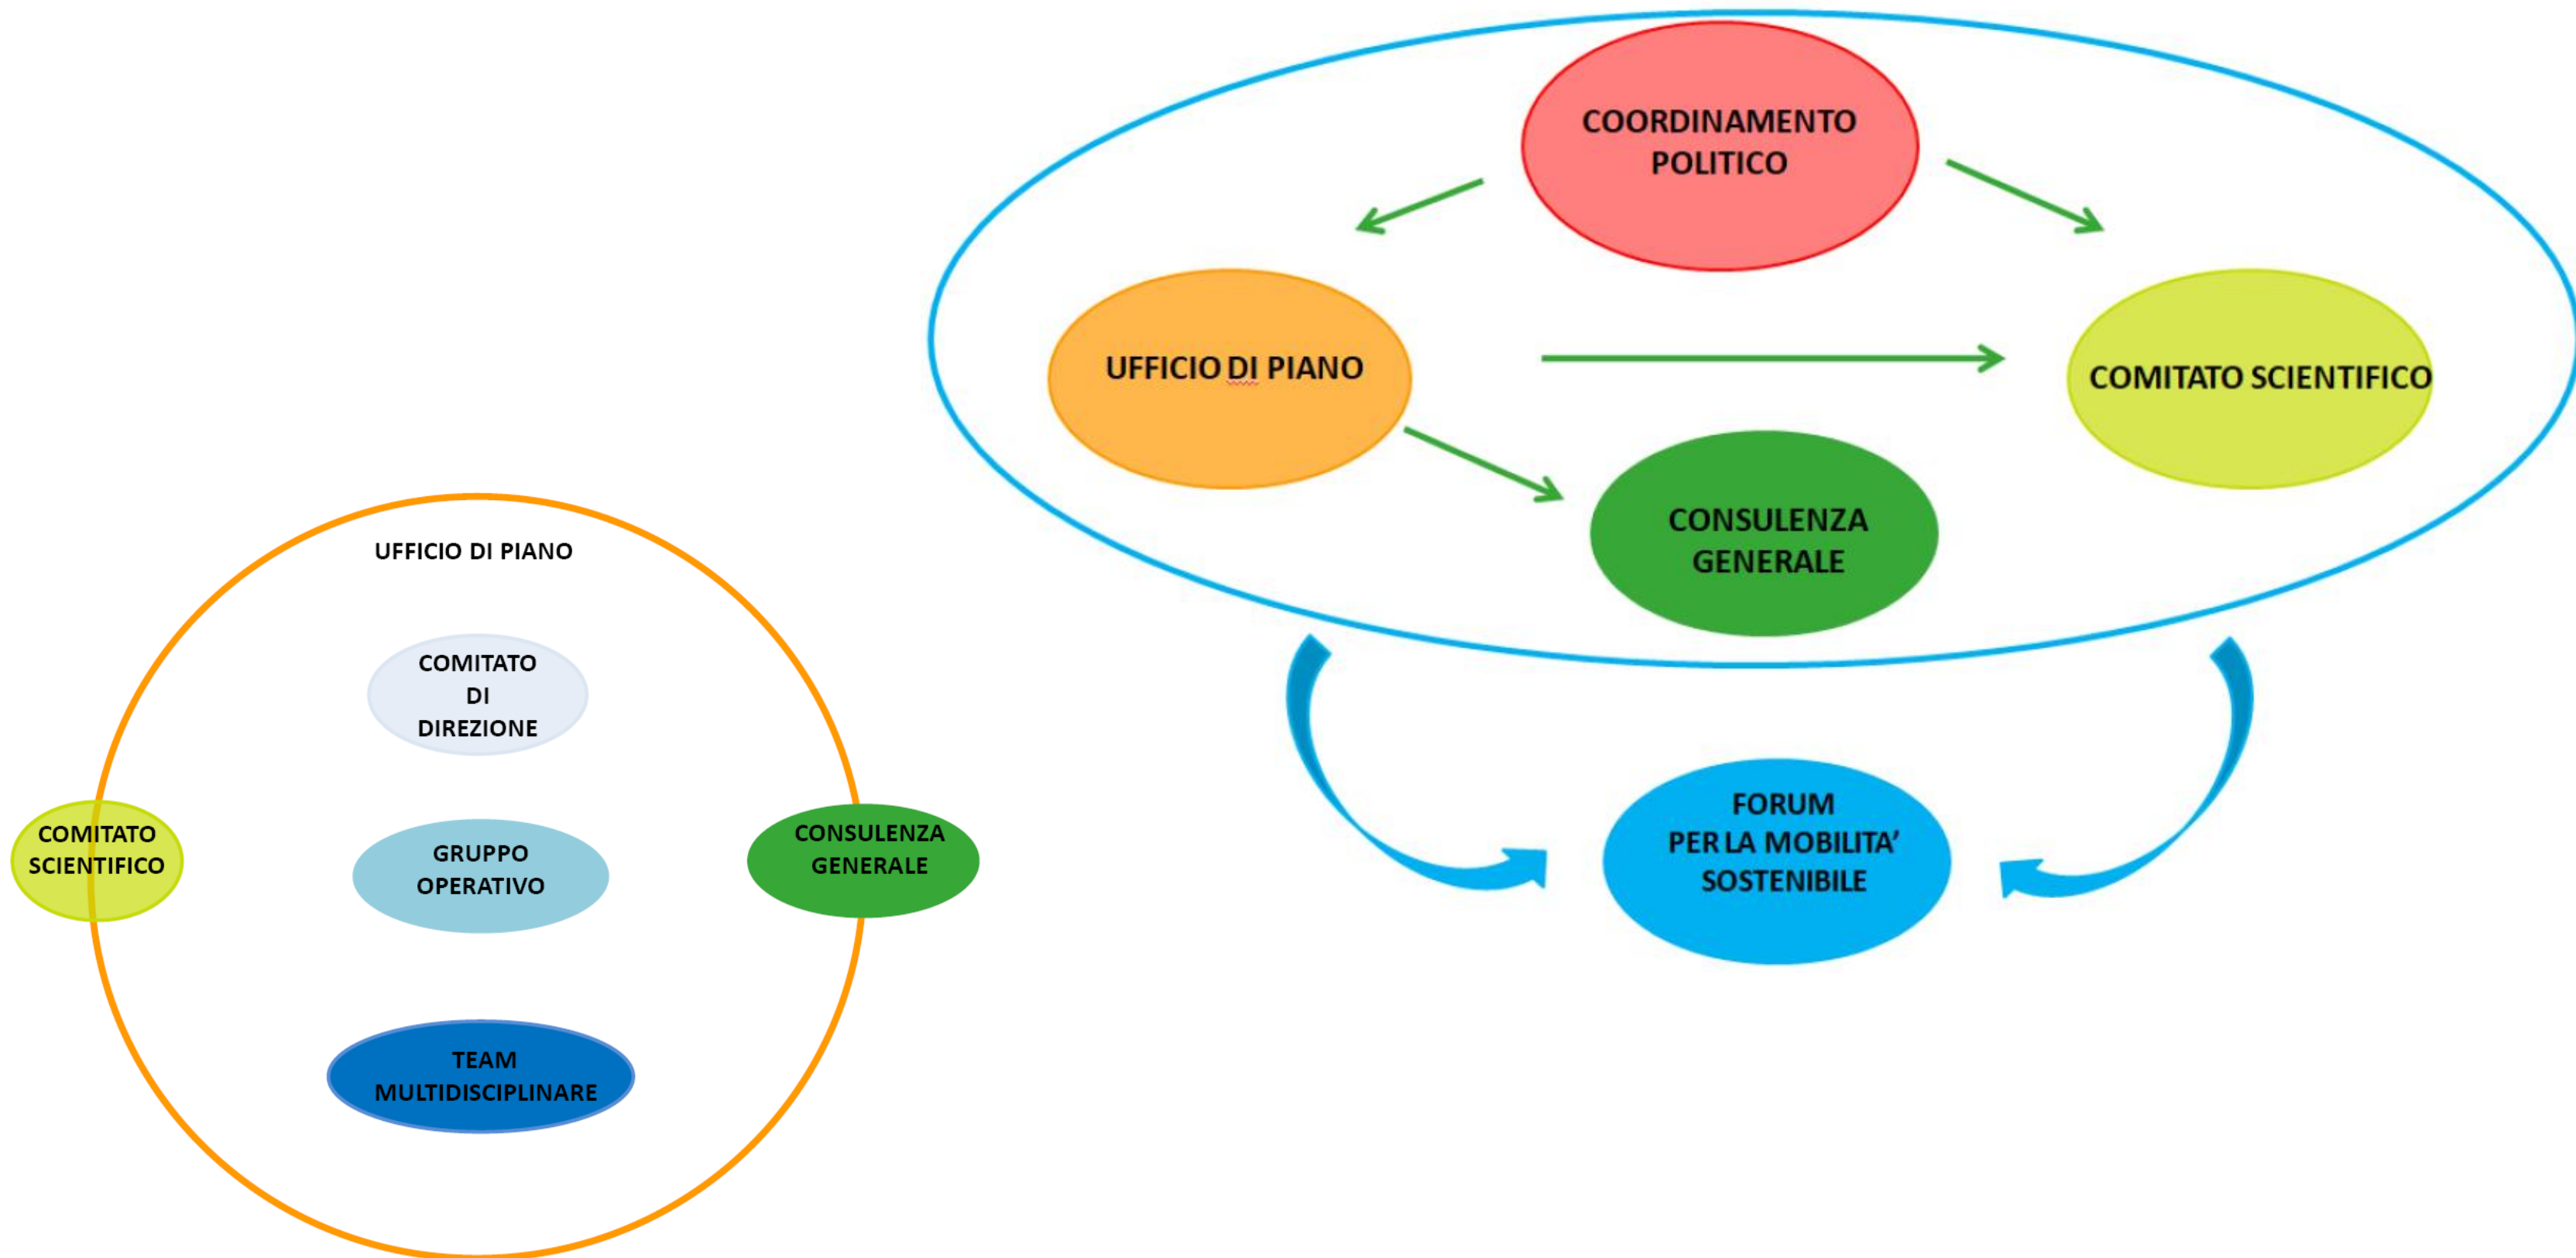 COORDINAMENTO
POLITICO
UFFICIO DI PIANO
COMITATO SCIENTIFICO
CONSULENZA
GENERALE
FORUM
PER LA MOBILITA’
SOSTENIBILE
UFFICIO DI PIANO
COMITATO
DI
DIREZIONE
COMITATO
SCIENTIFICO
GRUPPO
OPERATIVO
CONSULENZA
GENERALE
TEAM
MULTIDISCIPLINARE